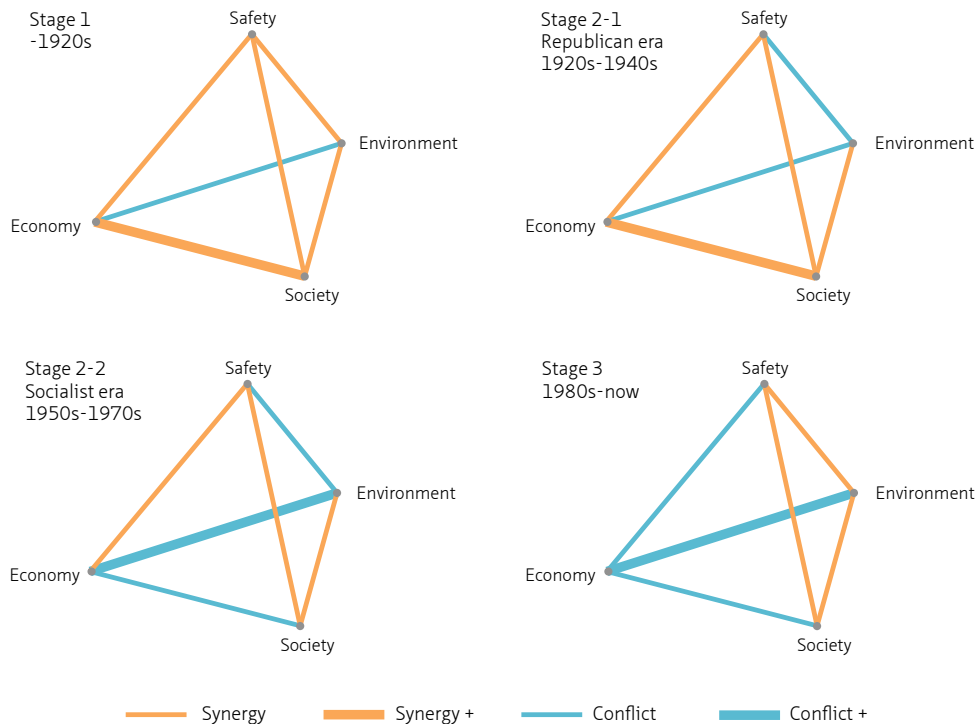 Stage 1
-1920s
Safety
Environment
Economy
Society
Stage 2-1
Republican era
1920s-1940s
Safety
Environment
Economy
Society
Stage 2-2
Socialist era
1950s-1970s
Safety
Environment
Economy
Society
Stage 3
1980s-now
Safety
Environment
Economy
Society
Synergy
Synergy +
Conflict
Conflict +